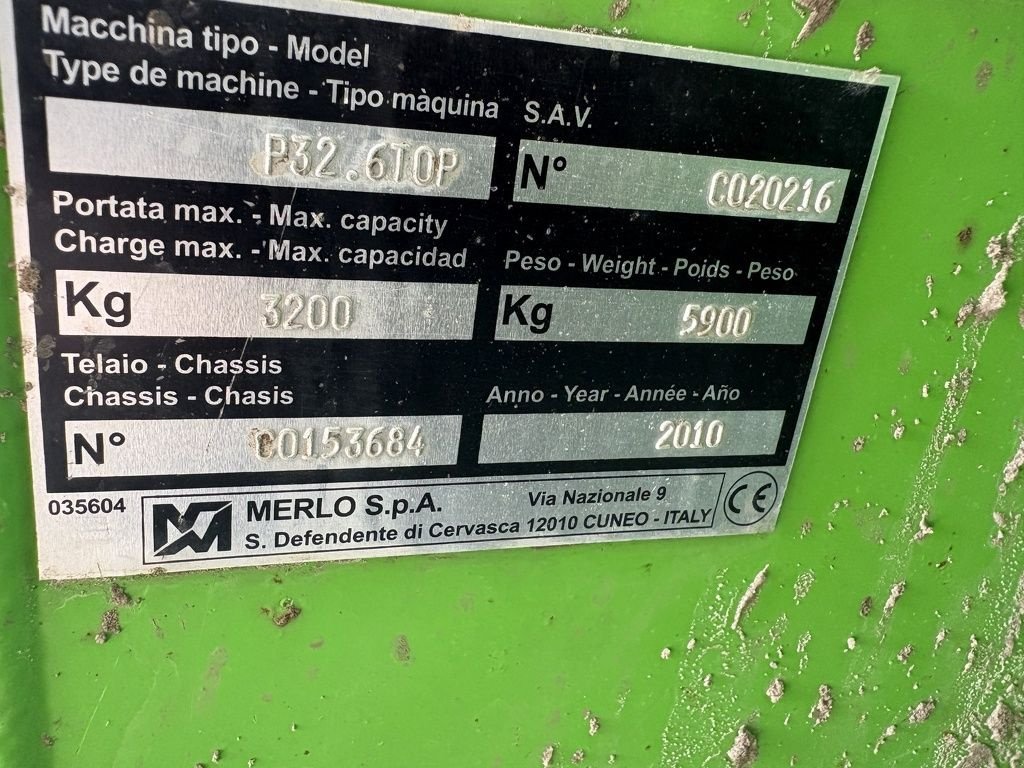 Macchina tipo - Model
Type de machine - Tipo màquina S.A.V.
P32.6TOP N° C020216
Portata max. - Max. capacity
Charge max. - Max. capacidad Peso - Weight - Poids - Peso
Kg 3200 Kg 5900
Telaio - Chassis
Chassis - Chasis Anno - Year - Année - Año
N° C0153684 2010
035604 MERLO S.p.A. Via Nazionale 9 CE
S. Defendente di Cervasca 12010 CUNEO - ITALY